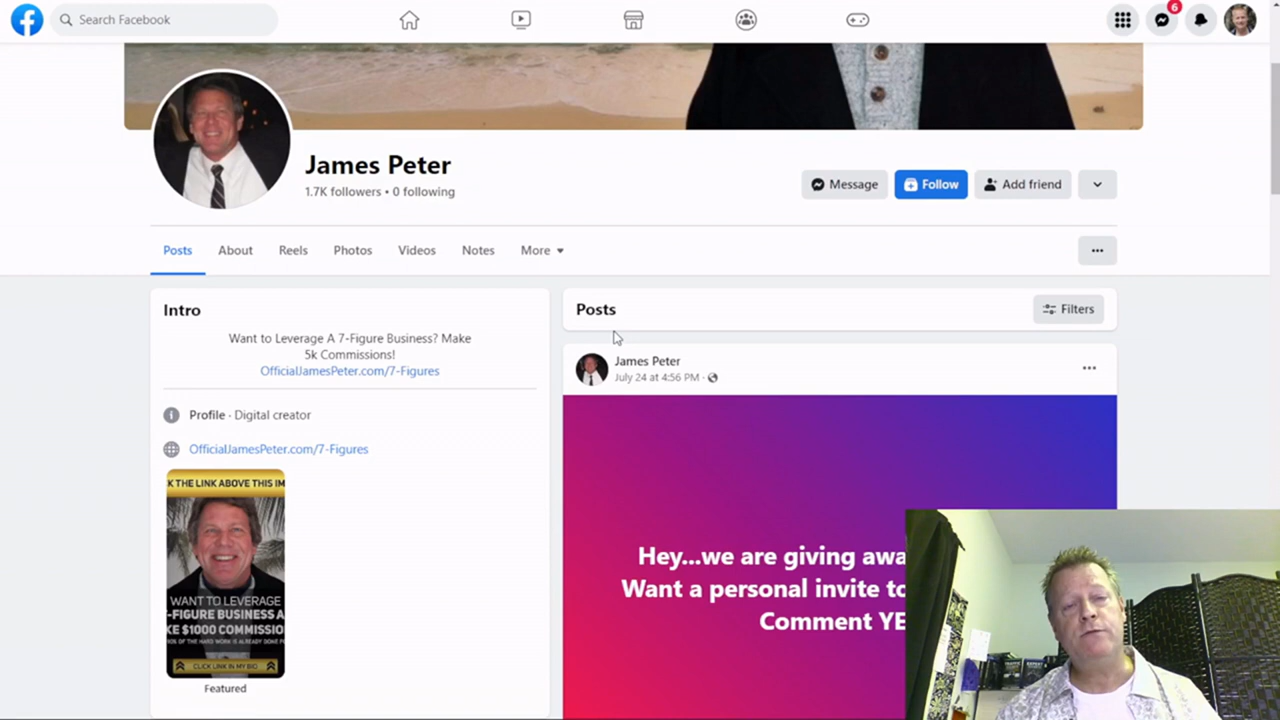 Search Facebook
6
James Peter
1.7K followers • 0 following
Message
Follow
Add friend
Posts
About
Reels
Photos
Videos
Notes
More
Intro
Want to Leverage A 7-Figure Business? Make
5k Commissions!
OfficialJamesPeter.com/7-Figures
Profile · Digital creator
OfficialJamesPeter.com/7-Figures
K THE LINK ABOVE THIS IM
WANT TO LEVERAGE
-FIGURE BUSINESS A
KE $1000 COMMISSIO
CLICK LINK IN MY BIO
Featured
Posts
Filters
James Peter
July 24 at 4:56 PM ·
Hey...we are giving awa
Want a personal invite to
Comment YE